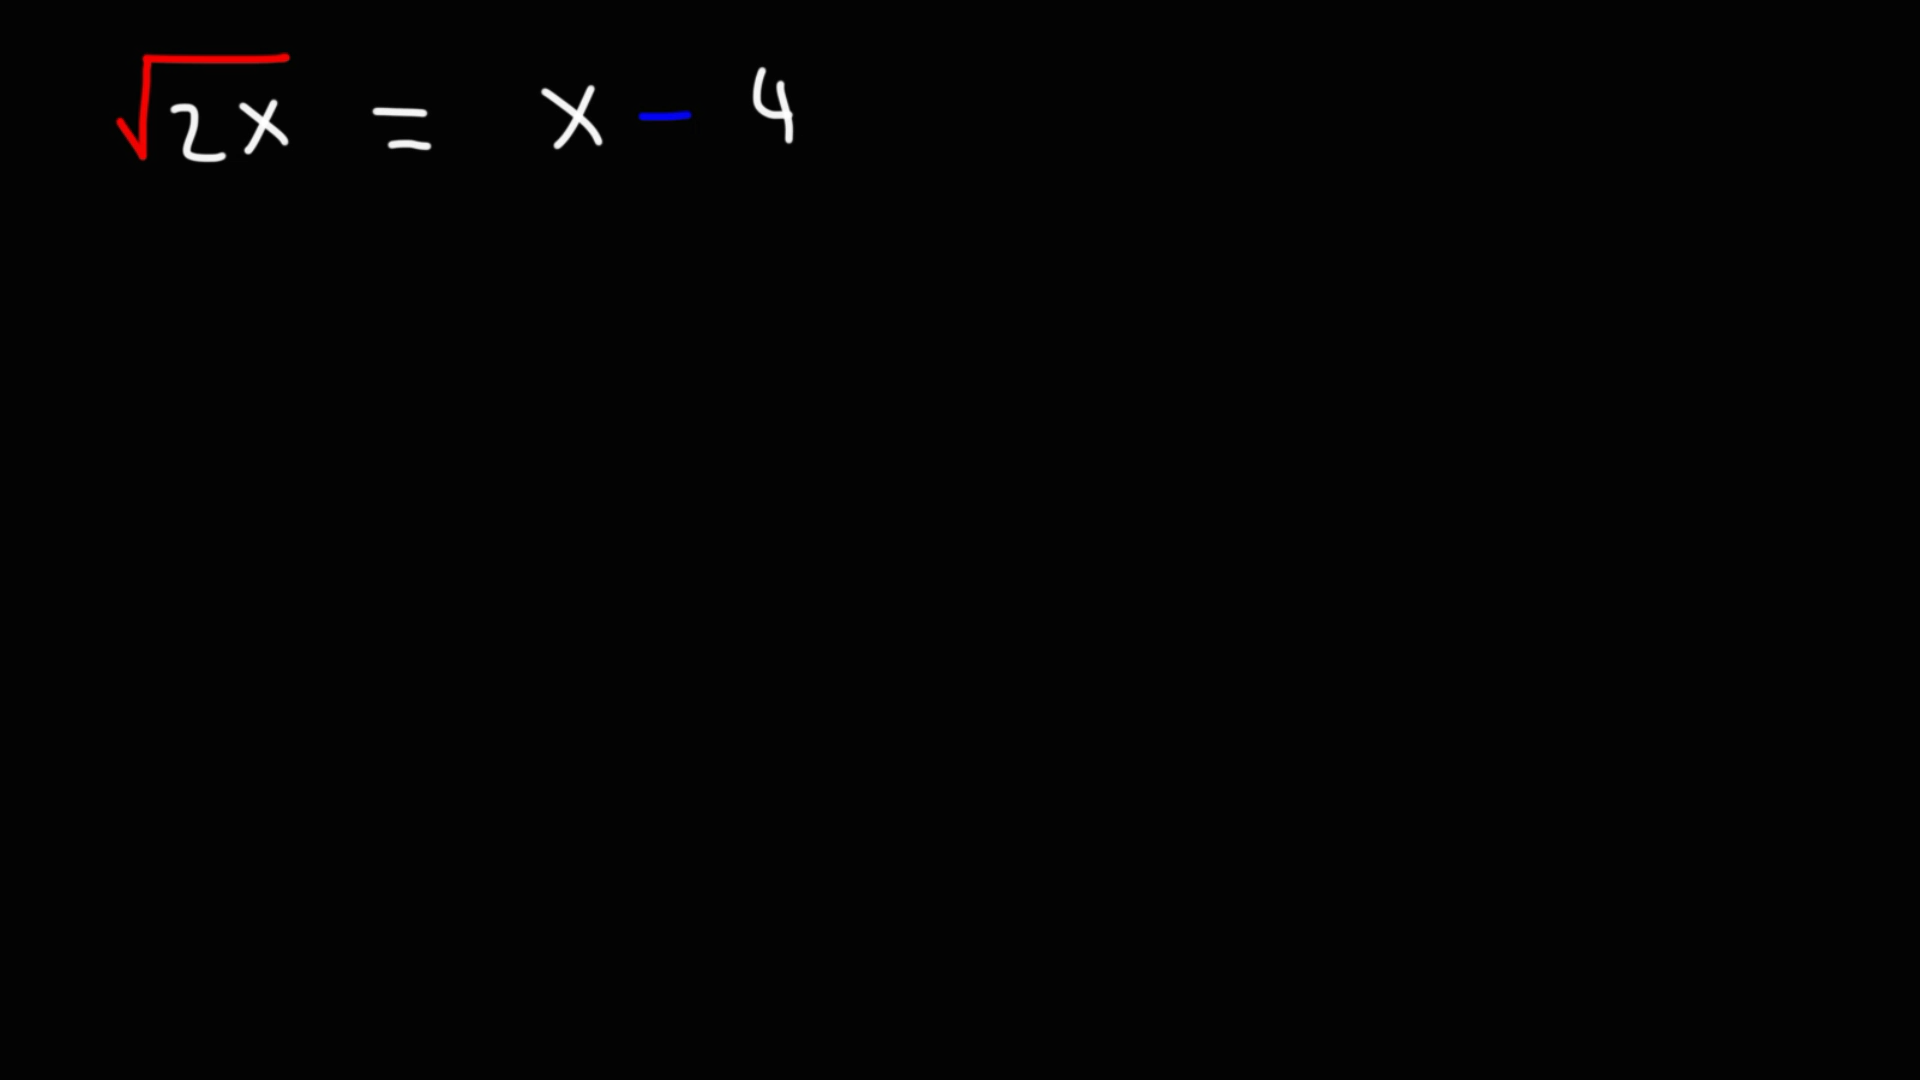 √2x = x - 4